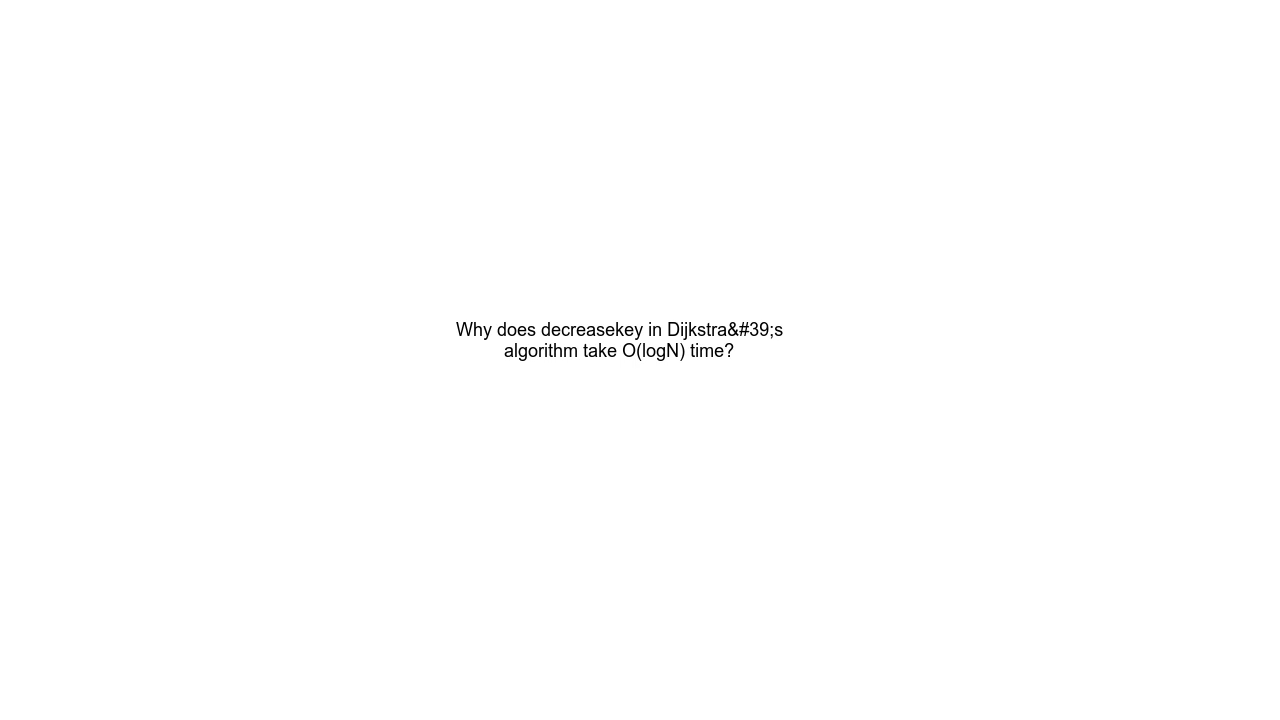 Why does decreasekey in Dijkstra&#39;s
algorithm take O(logN) time?